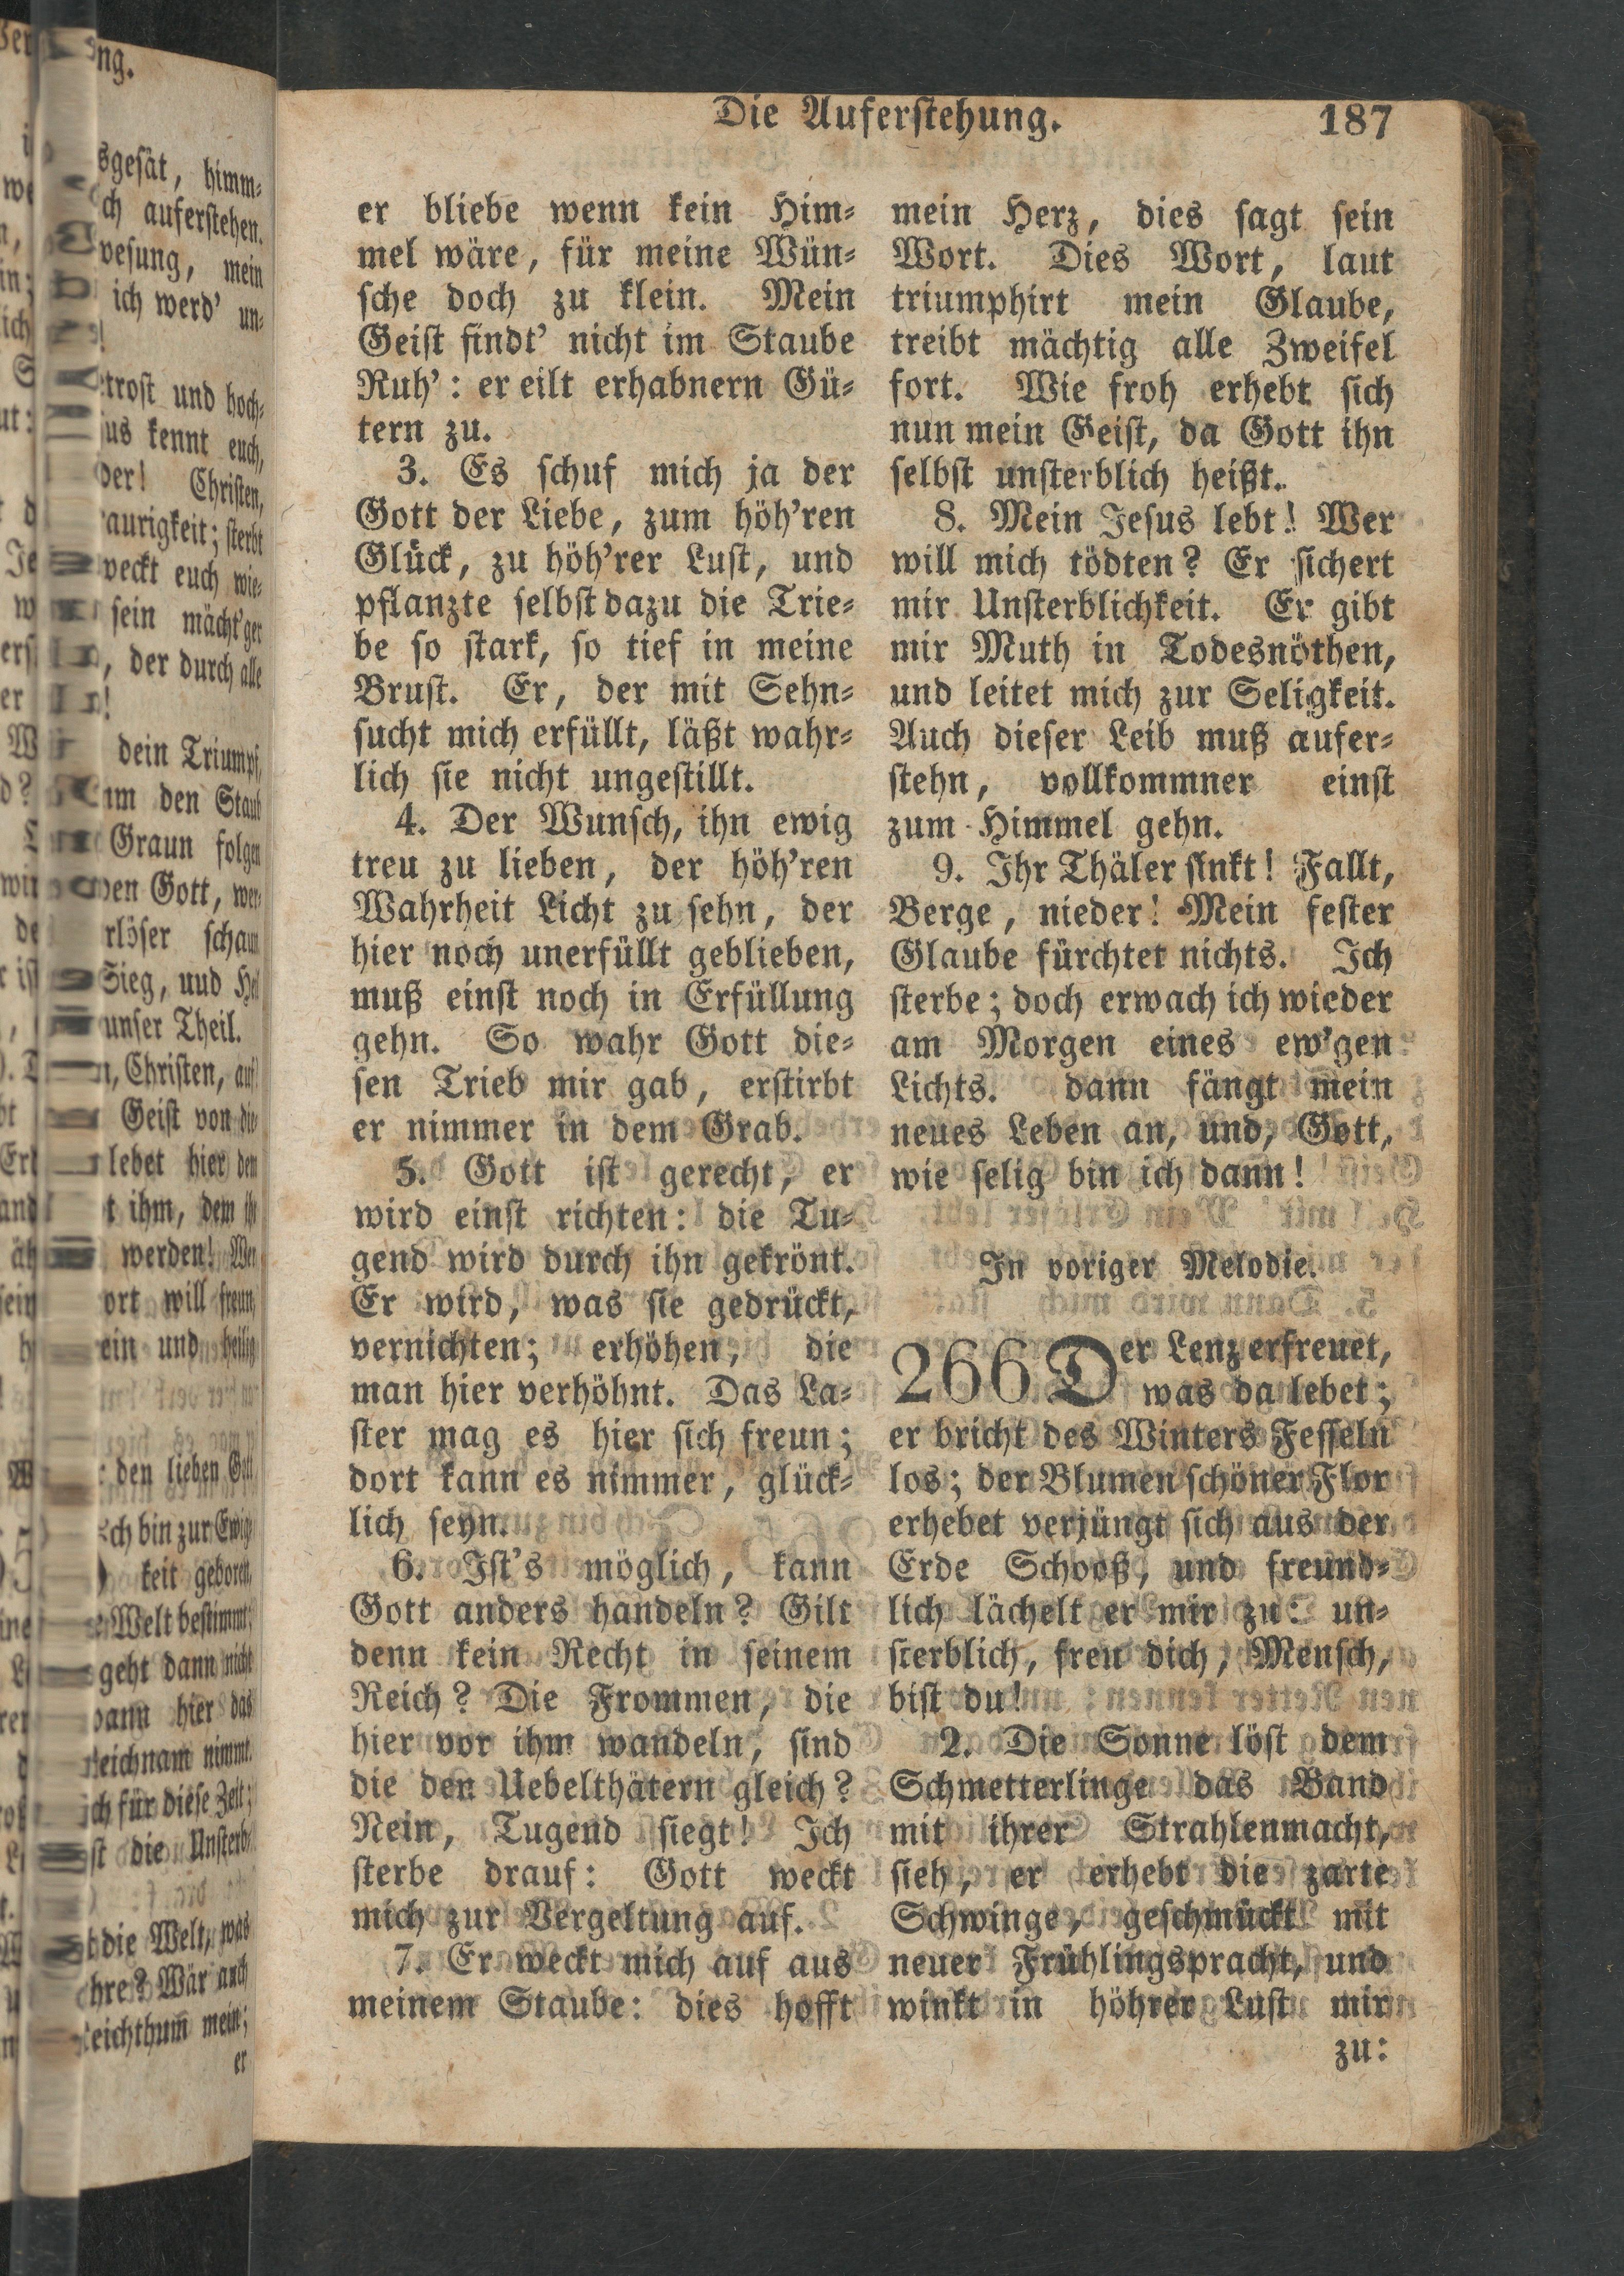 Die Auferstehung.
187
er bliebe wenn kein Him-
mel wäre, für meine Wün-
sche doch zu klein. Mein
Geist findt' nicht im Staube
Ruh': er eilt erhabnern Gü-
tern zu.
3. Es schuf mich ja der
Gott der Liebe, zum höh'ren
Glück, zu höh'rer Lust, und
pflanzte selbst dazu die Trie-
be so stark, so tief in meine
Brust. Er, der mit Sehn-
sucht mich erfüllt, läßt wahr-
lich sie nicht ungestillt.
4. Der Wunsch, ihn ewig
treu zu lieben, der höh'ren
Wahrheit Licht zu sehn, der
hier noch unerfüllt geblieben,
muß einst noch in Erfüllung
gehn. So wahr Gott die-
sen Trieb mir gab, erstirbt
er nimmer in dem Grab.
5. Gott ist gerecht, er
wird einst richten: die Tu-
gend wird durch ihn gekrönt.
Er wird, was sie gedrückt,
vernichten; erhöhen, die
man hier verhöhnt. Das La-
ster mag es hier sich freun;
dort kann es nimmer, glück-
lich seyn.
6. Ist's möglich, kann
Gott anders handeln? Gilt
denn kein Recht in seinem
Reich? Die Frommen, die
hier vor ihm wandeln, sind
die den Uebelthätern gleich?
Nein, Tugend siegt! Ich
sterbe drauf: Gott weckt
mich zur Vergeltung auf.
7. Er weckt mich auf aus
meinem Staube: dies hofft
mein Herz, dies sagt sein
Wort. Dies Wort, laut
triumphirt mein Glaube,
treibt mächtig alle Zweifel
fort. Wie froh erhebt sich
nun mein Geist, da Gott ihn
selbst unsterblich heißt.
8. Mein Jesus lebt! Wer
will mich tödten? Er sichert
mir Unsterblichkeit. Er gibt
mir Muth in Todesnöthen,
und leitet mich zur Seligkeit.
Auch dieser Leib muß aufer-
stehn, vollkommner einst
zum Himmel gehn.
9. Ihr Thäler sinkt! Fallt,
Berge, nieder! Mein fester
Glaube fürchtet nichts. Ich
sterbe; doch erwach ich wieder
am Morgen eines ew'gen
Lichts. dann fängt mein
neues Leben an, und, Gott,
wie selig bin ich dann!
In voriger Melodie.
266 Der Lenz erfreuet,
was da lebet;
er bricht des Winters Fesseln
los; der Blumen schöner Flor
erhebet verjüngt sich aus der
Erde Schooß, und freund-
lich lächelt er mir zu: un-
sterblich, freu dich, Mensch,
bist du!
2. Die Sonne löst dem
Schmetterlinge das Band
mit ihrer Strahlenmacht,
sieh, er erhebt die zarte
Schwinge, geschmückt mit
neuer Frühlingspracht, und
winkt in höhrer Lust mir
zu: